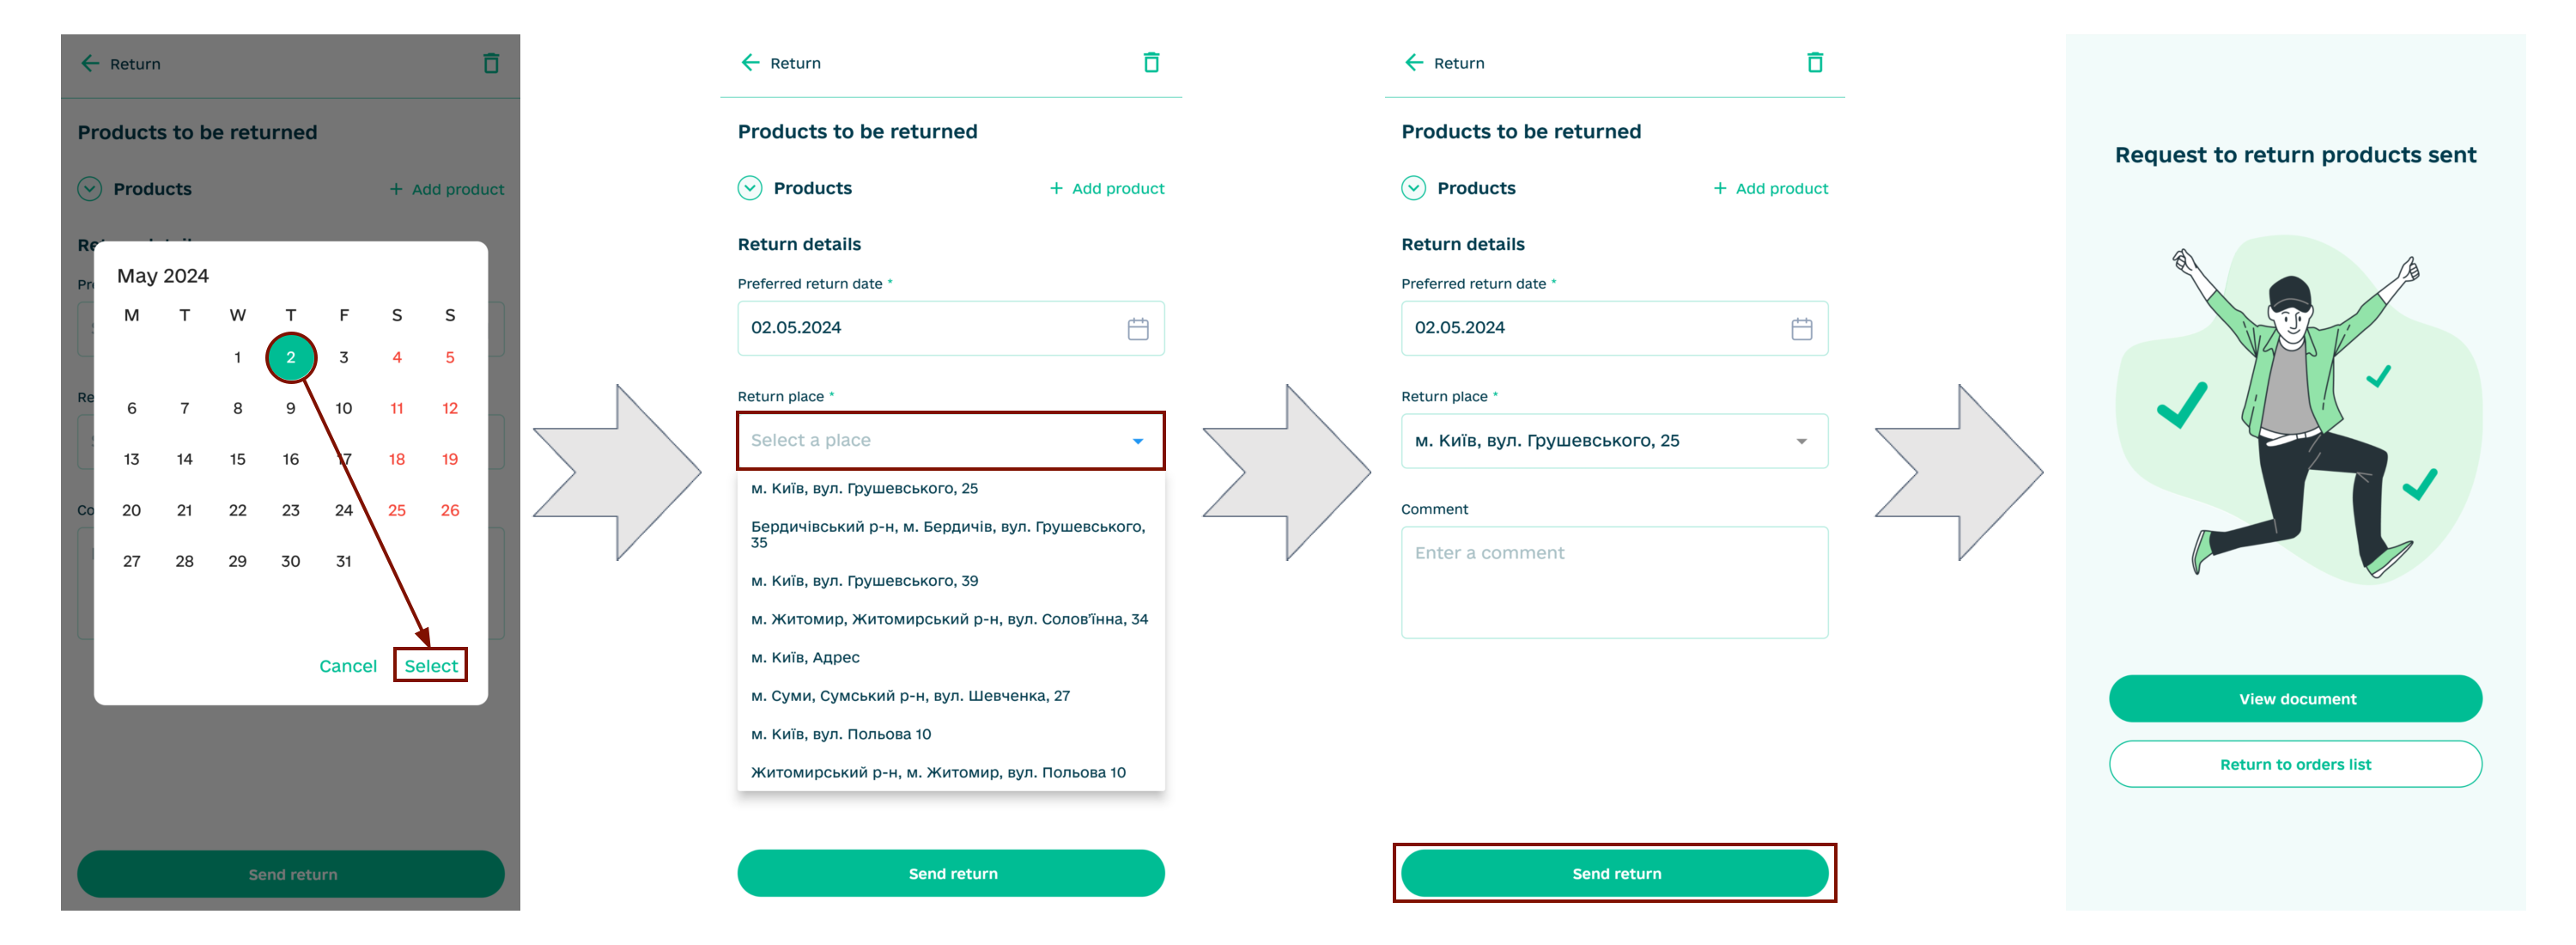 Return
Products to be returned
Products
+ Add product
May 2024
M T W T F S S
1 2 3 4 5
6 7 8 9 10 11 12
13 14 15 16 17 18 19
20 21 22 23 24 25 26
27 28 29 30 31
Cancel Select
Send return
Return
Products to be returned
Products
+ Add product
Return details
Preferred return date *
02.05.2024
Return place *
Select a place
м. Київ, вул. Грушевського, 25
Бердичівський р-н, м. Бердичів, вул. Грушевського,
35
м. Київ, вул. Грушевського, 39
м. Житомир, Житомирський р-н, вул. Солов'їнна, 34
м. Київ, Адрес
м. Суми, Сумський р-н, вул. Шевченка, 27
м. Київ, вул. Польова 10
Житомирський р-н, м. Житомир, вул. Польова 10
Send return
Return
Products to be returned
Products
+ Add product
Return details
Preferred return date *
02.05.2024
Return place *
м. Київ, вул. Грушевського, 25
Comment
Enter a comment
Send return
Request to return products sent
View document
Return to orders list